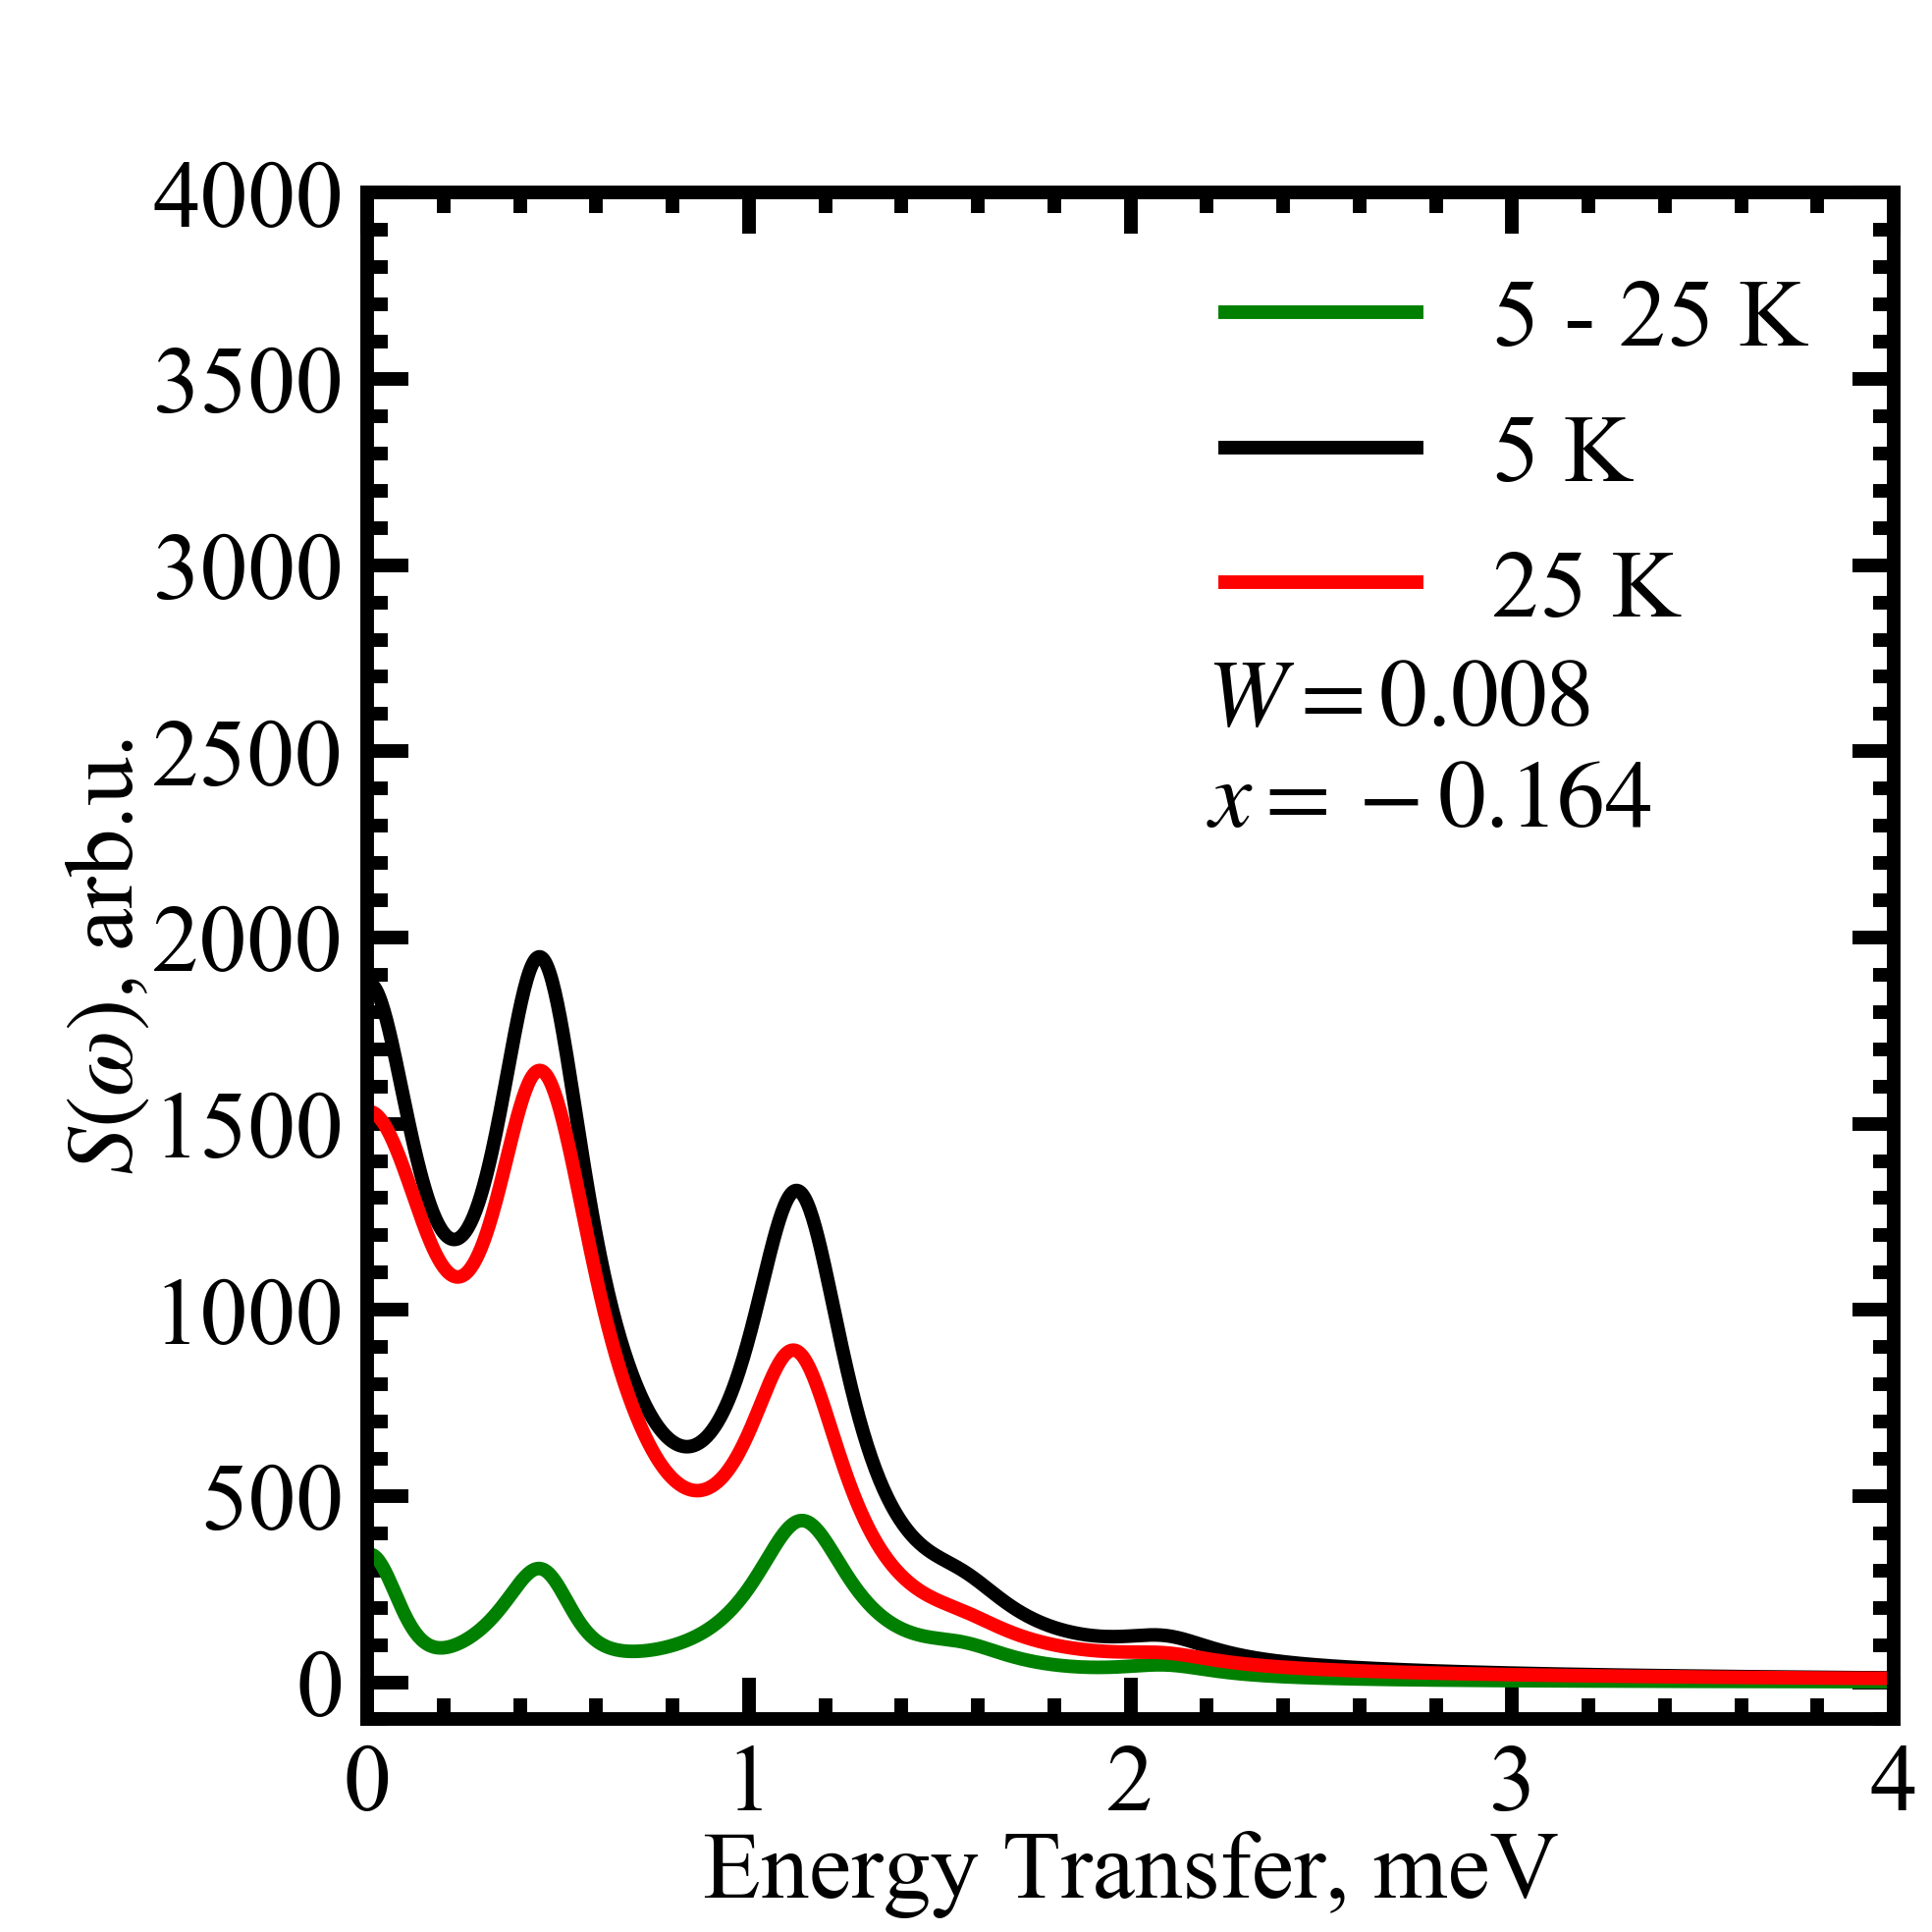 4000
3500
3000
2500
2000
1500
1000
500
0
S(ω), arb.u.
5 - 25 K
5 K
25 K
W=0.008
x=−0.164
0 1 2 3 4
Energy Transfer, meV